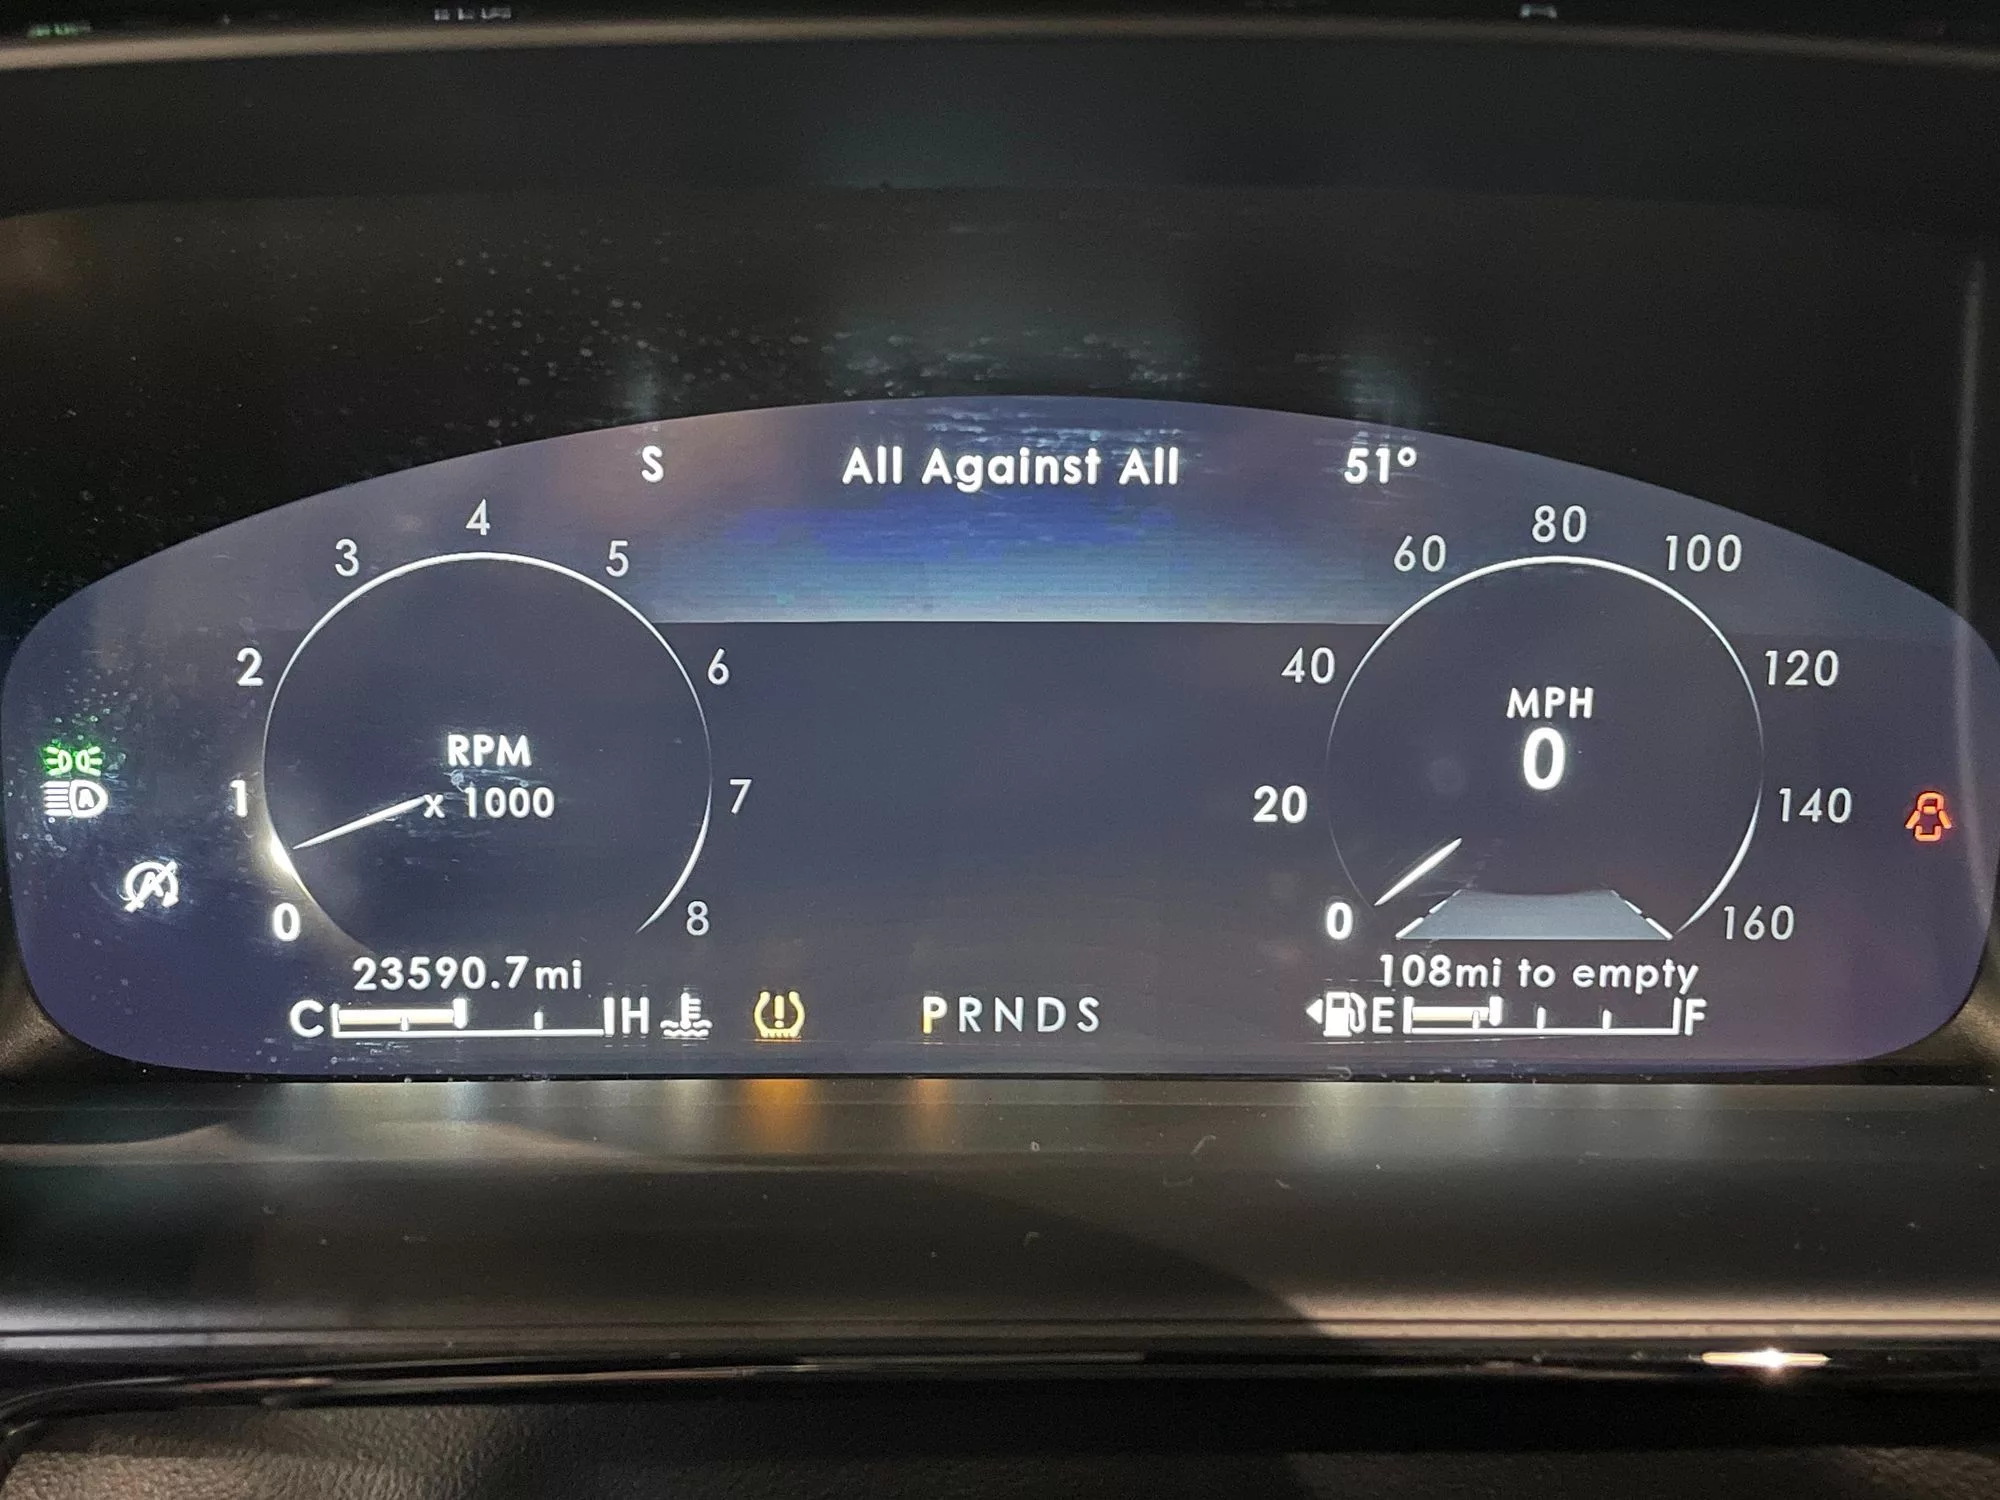 S All Against All 51°
3 4 5 60 80 100
2 6 40 120
RPM MPH
x 1000 0
1 7 20 140
0 8 0 160
23590.7mi 108mi to empty
C H PRNDS E F